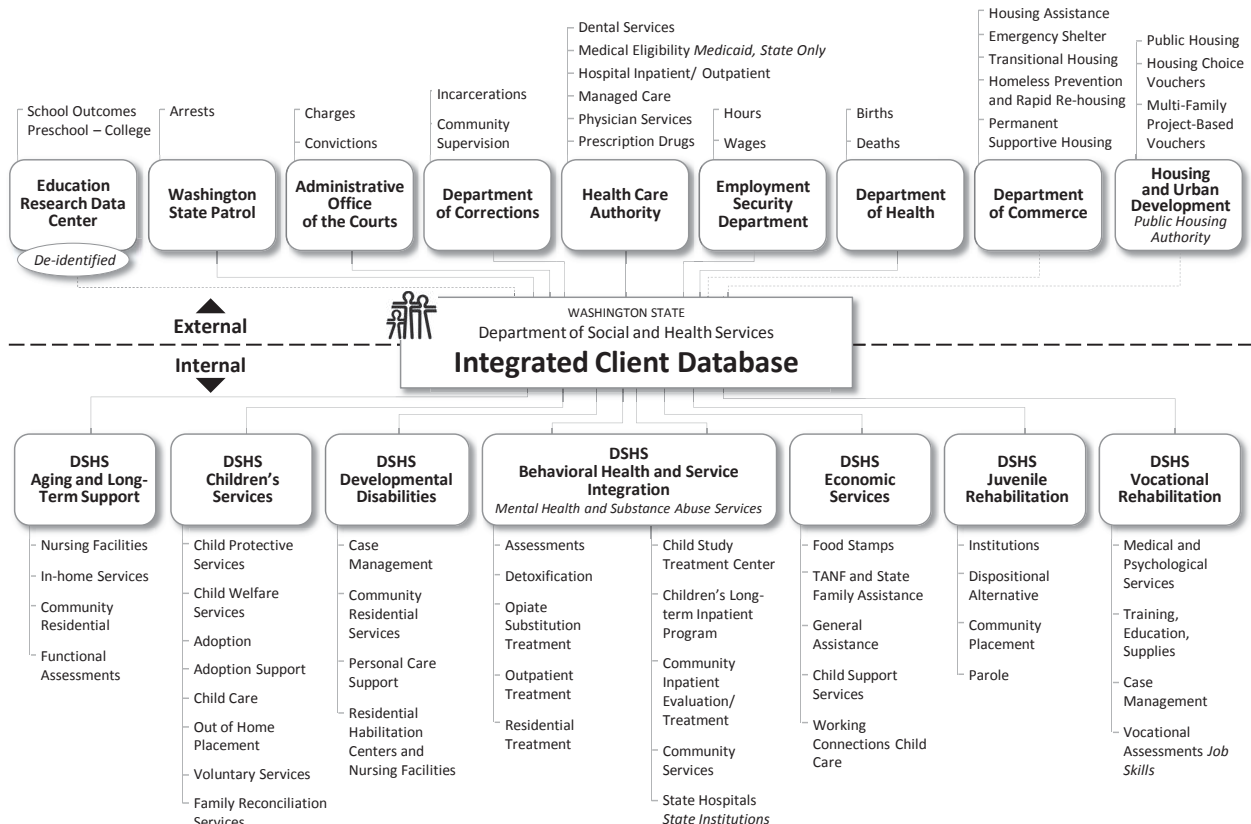 School Outcomes
Preschool – College
Arrests
Charges
Convictions
Incarcerations
Community
Supervision
Dental Services
Medical Eligibility Medicaid, State Only
Hospital Inpatient/ Outpatient
Managed Care
Physician Services
Prescription Drugs
Hours
Wages
Births
Deaths
Housing Assistance
Emergency Shelter
Transitional Housing
Homeless Prevention
and Rapid Re-housing
Permanent
Supportive Housing
Public Housing
Housing Choice
Vouchers
Multi-Family
Project-Based
Vouchers
Education
Research Data
Center
De-identified
Washington
State Patrol
Administrative
Office
of the Courts
Department
of Corrections
Health Care
Authority
Employment
Security
Department
Department
of Health
Department
of Commerce
Housing
and Urban
Development
Public Housing
Authority
External
Internal
WASHINGTON STATE
Department of Social and Health Services
Integrated Client Database
DSHS
Aging and Long-
Term Support
Nursing Facilities
In-home Services
Community
Residential
Functional
Assessments
DSHS
Children’s
Services
Child Protective
Services
Child Welfare
Services
Adoption
Adoption Support
Child Care
Out of Home
Placement
Voluntary Services
Family Reconciliation
Services
DSHS
Developmental
Disabilities
Case
Management
Community
Residential
Services
Personal Care
Support
Residential
Habilitation
Centers and
Nursing Facilities
DSHS
Behavioral Health and Service
Integration
Mental Health and Substance Abuse Services
Assessments
Detoxification
Opiate
Substitution
Treatment
Outpatient
Treatment
Residential
Treatment
Child Study
Treatment Center
Children’s Long-
term Inpatient
Program
Community
Inpatient
Evaluation/
Treatment
Community
Services
State Hospitals
State Institutions
DSHS
Economic
Services
Food Stamps
TANF and State
Family Assistance
General
Assistance
Child Support
Services
Working
Connections Child
Care
DSHS
Juvenile
Rehabilitation
Institutions
Dispositional
Alternative
Community
Placement
Parole
DSHS
Vocational
Rehabilitation
Medical and
Psychological
Services
Training,
Education,
Supplies
Case
Management
Vocational
Assessments Job
Skills